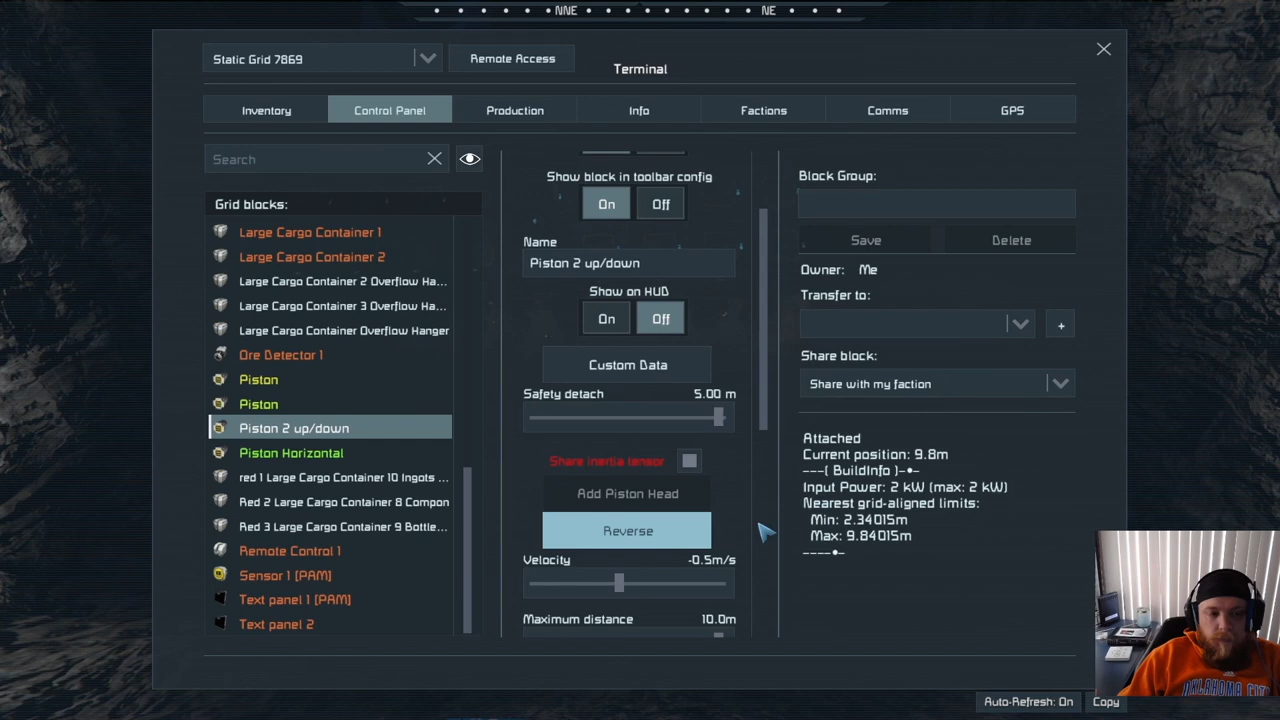 NNE
NE
Static Grid 7869
Remote Access
Terminal
Inventory
Control Panel
Production
Info
Factions
Comms
GPS
Search
Grid blocks:
Large Cargo Container 1
Large Cargo Container 2
Large Cargo Container 2 Overflow Ha...
Large Cargo Container 3 Overflow Ha...
Large Cargo Container Overflow Hanger
Ore Detector 1
Piston
Piston
Piston 2 up/down
Piston Horizontal
red 1 Large Cargo Container 10 Ingots ...
Red 2 Large Cargo Container 8 Compon
Red 3 Large Cargo Container 9 Bottle...
Remote Control 1
Sensor 1 [PAM]
Text panel 1 [PAM]
Text panel 2
Show block in toolbar config
On
Off
Name
Piston 2 up/down
Show on HUD
On
Off
Custom Data
Safety detach 5.00 m
Share inertia tensor
Add Piston Head
Reverse
Velocity -0.5m/s
Maximum distance 10.0m
Block Group:
Save
Delete
Owner: Me
Transfer to:
+
Share block:
Share with my faction
Attached
Current position: 9.8m
---( BuildInfo )-•-
Input Power: 2 kW (max: 2 kW)
Nearest grid-aligned limits:
Min: 2.34015m
Max: 9.84015m
----•-
OKLAHOMA CITY
Auto-Refresh: On
Copy